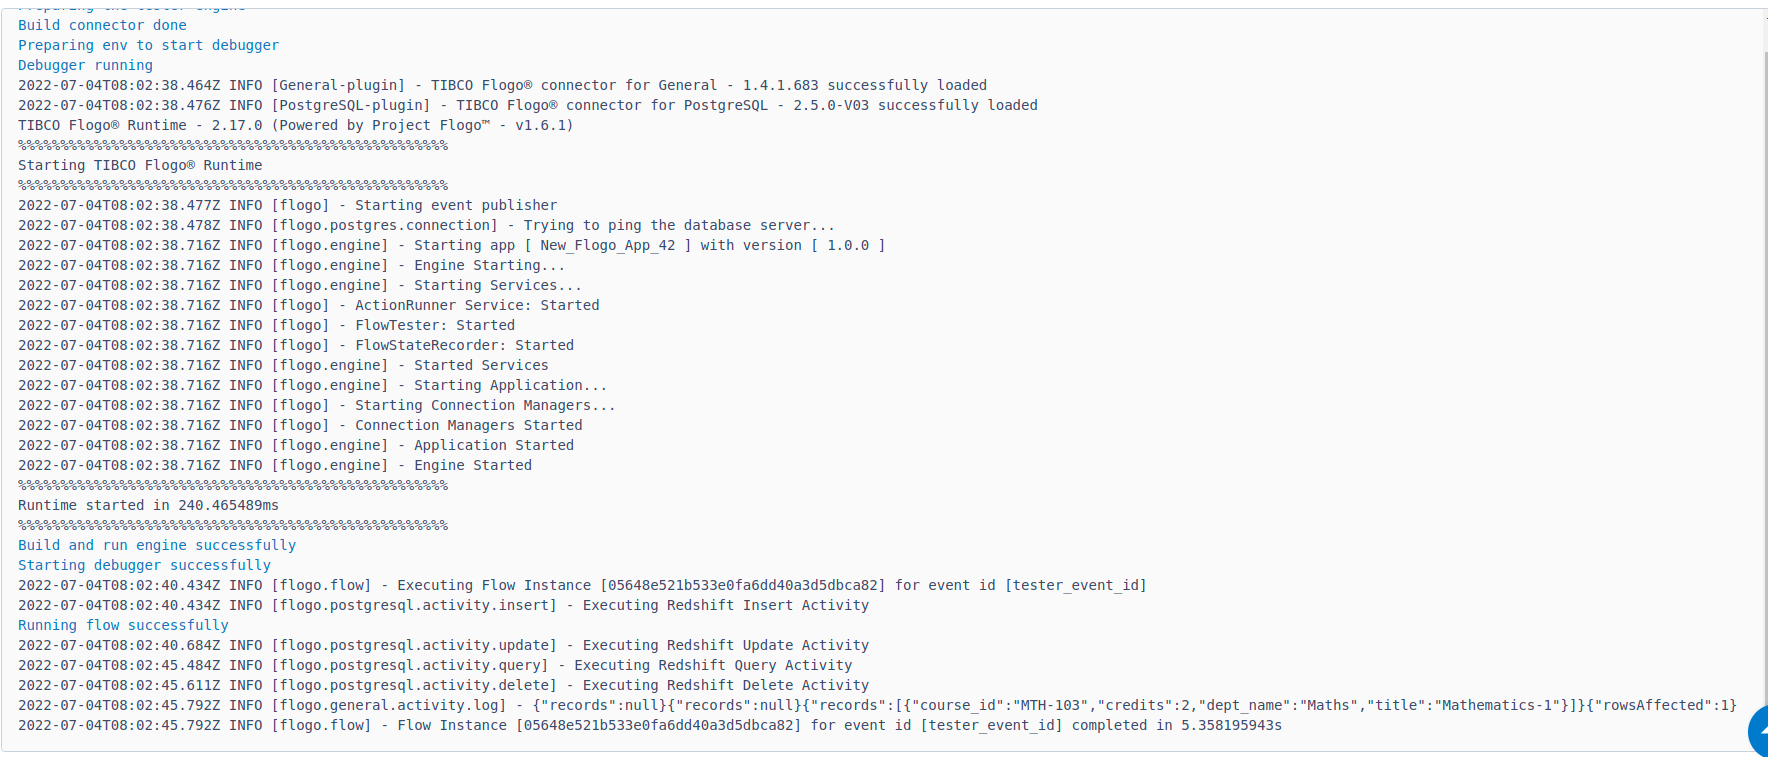 Preparing the tester engine
Build connector done
Preparing env to start debugger
Debugger running
2022-07-04T08:02:38.464Z INFO [General-plugin] - TIBCO Flogo® connector for General - 1.4.1.683 successfully loaded
2022-07-04T08:02:38.476Z INFO [PostgreSQL-plugin] - TIBCO Flogo® connector for PostgreSQL - 2.5.0-V03 successfully loaded
TIBCO Flogo® Runtime - 2.17.0 (Powered by Project Flogo™ - v1.6.1)
%%%%%%%%%%%%%%%%%%%%%%%%%%%%%%%%%%%%%%%%%%%%%%%%%%%
Starting TIBCO Flogo® Runtime
%%%%%%%%%%%%%%%%%%%%%%%%%%%%%%%%%%%%%%%%%%%%%%%%%%%
2022-07-04T08:02:38.477Z INFO [flogo] - Starting event publisher
2022-07-04T08:02:38.478Z INFO [flogo.postgres.connection] - Trying to ping the database server...
2022-07-04T08:02:38.716Z INFO [flogo.engine] - Starting app [ New_Flogo_App_42 ] with version [ 1.0.0 ]
2022-07-04T08:02:38.716Z INFO [flogo.engine] - Engine Starting...
2022-07-04T08:02:38.716Z INFO [flogo.engine] - Starting Services...
2022-07-04T08:02:38.716Z INFO [flogo] - ActionRunner Service: Started
2022-07-04T08:02:38.716Z INFO [flogo] - FlowTester: Started
2022-07-04T08:02:38.716Z INFO [flogo] - FlowStateRecorder: Started
2022-07-04T08:02:38.716Z INFO [flogo.engine] - Started Services
2022-07-04T08:02:38.716Z INFO [flogo.engine] - Starting Application...
2022-07-04T08:02:38.716Z INFO [flogo] - Starting Connection Managers...
2022-07-04T08:02:38.716Z INFO [flogo] - Connection Managers Started
2022-07-04T08:02:38.716Z INFO [flogo.engine] - Application Started
2022-07-04T08:02:38.716Z INFO [flogo.engine] - Engine Started
%%%%%%%%%%%%%%%%%%%%%%%%%%%%%%%%%%%%%%%%%%%%%%%%%%%
Runtime started in 240.465489ms
%%%%%%%%%%%%%%%%%%%%%%%%%%%%%%%%%%%%%%%%%%%%%%%%%%%
Build and run engine successfully
Starting debugger successfully
2022-07-04T08:02:40.434Z INFO [flogo.flow] - Executing Flow Instance [05648e521b533e0fa6dd40a3d5dbca82] for event id [tester_event_id]
2022-07-04T08:02:40.434Z INFO [flogo.postgresql.activity.insert] - Executing Redshift Insert Activity
Running flow successfully
2022-07-04T08:02:40.684Z INFO [flogo.postgresql.activity.update] - Executing Redshift Update Activity
2022-07-04T08:02:45.484Z INFO [flogo.postgresql.activity.query] - Executing Redshift Query Activity
2022-07-04T08:02:45.611Z INFO [flogo.postgresql.activity.delete] - Executing Redshift Delete Activity
2022-07-04T08:02:45.792Z INFO [flogo.general.activity.log] - {"records":null}{"records":null}{"records":[{"course_id":"MTH-103","credits":2,"dept_name":"Maths","title":"Mathematics-1"}]}{"rowsAffected":1}
2022-07-04T08:02:45.792Z INFO [flogo.flow] - Flow Instance [05648e521b533e0fa6dd40a3d5dbca82] for event id [tester_event_id] completed in 5.358195943s